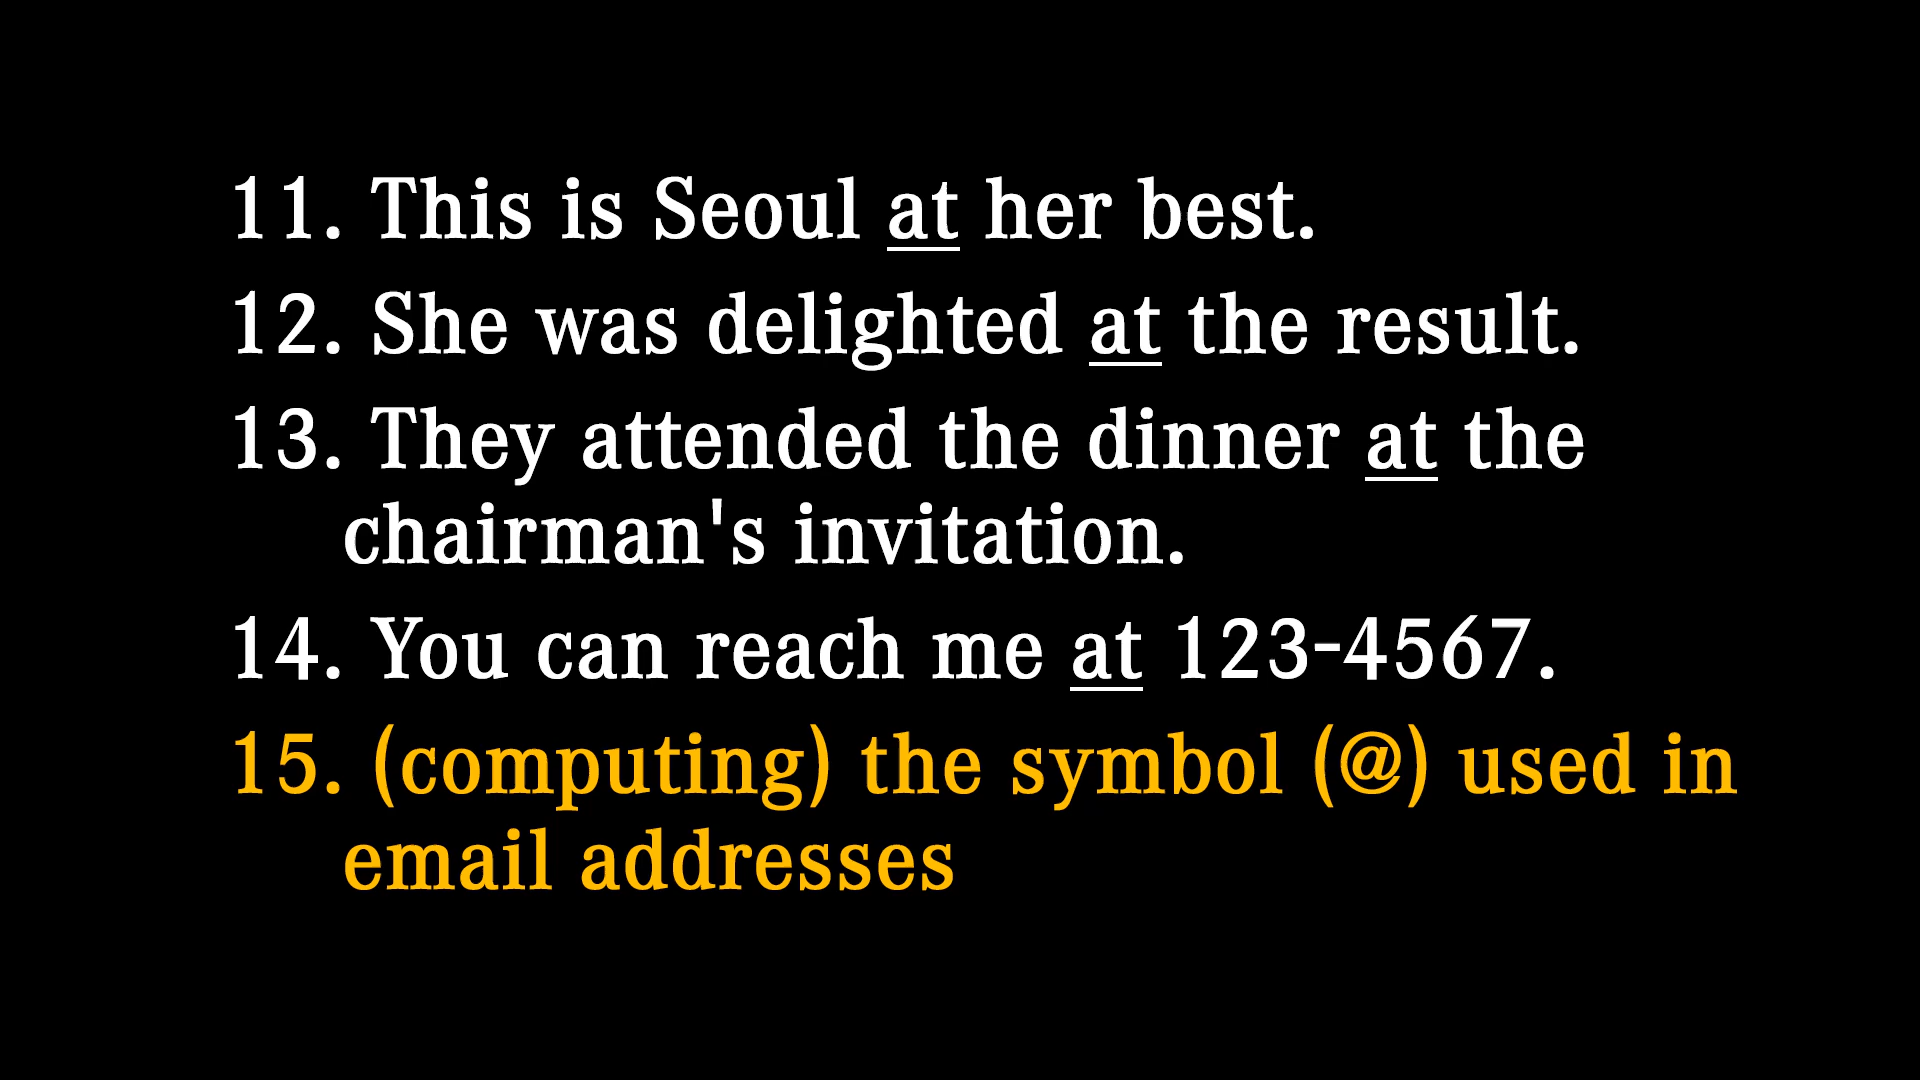 11. This is Seoul at her best.
12. She was delighted at the result.
13. They attended the dinner at the
chairman's invitation.
14. You can reach me at 123-4567.
15. (computing) the symbol (@) used in
email addresses